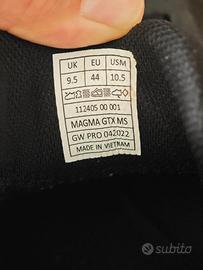 UK EU USM
9.5 44 10.5
112405 00 001
MAGMA GTX MS
GW PRO 042022
MADE IN VIETNAM
subito